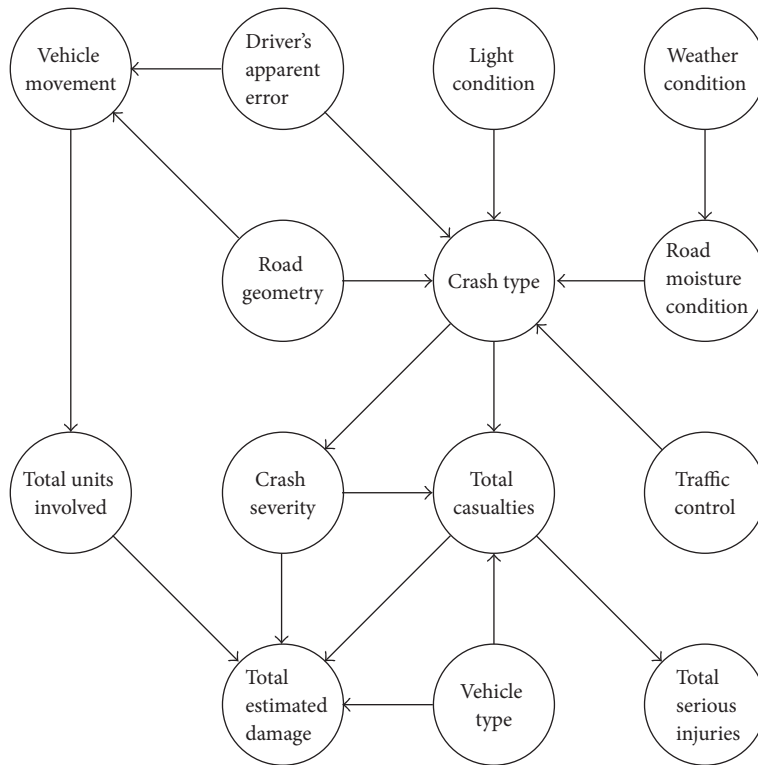 Vehicle
movement
Driver's
apparent
error
Light
condition
Weather
condition
Road
geometry
Crash type
Road
moisture
condition
Total units
involved
Crash
severity
Total
casualties
Traffic
control
Total
estimated
damage
Vehicle
type
Total
serious
injuries